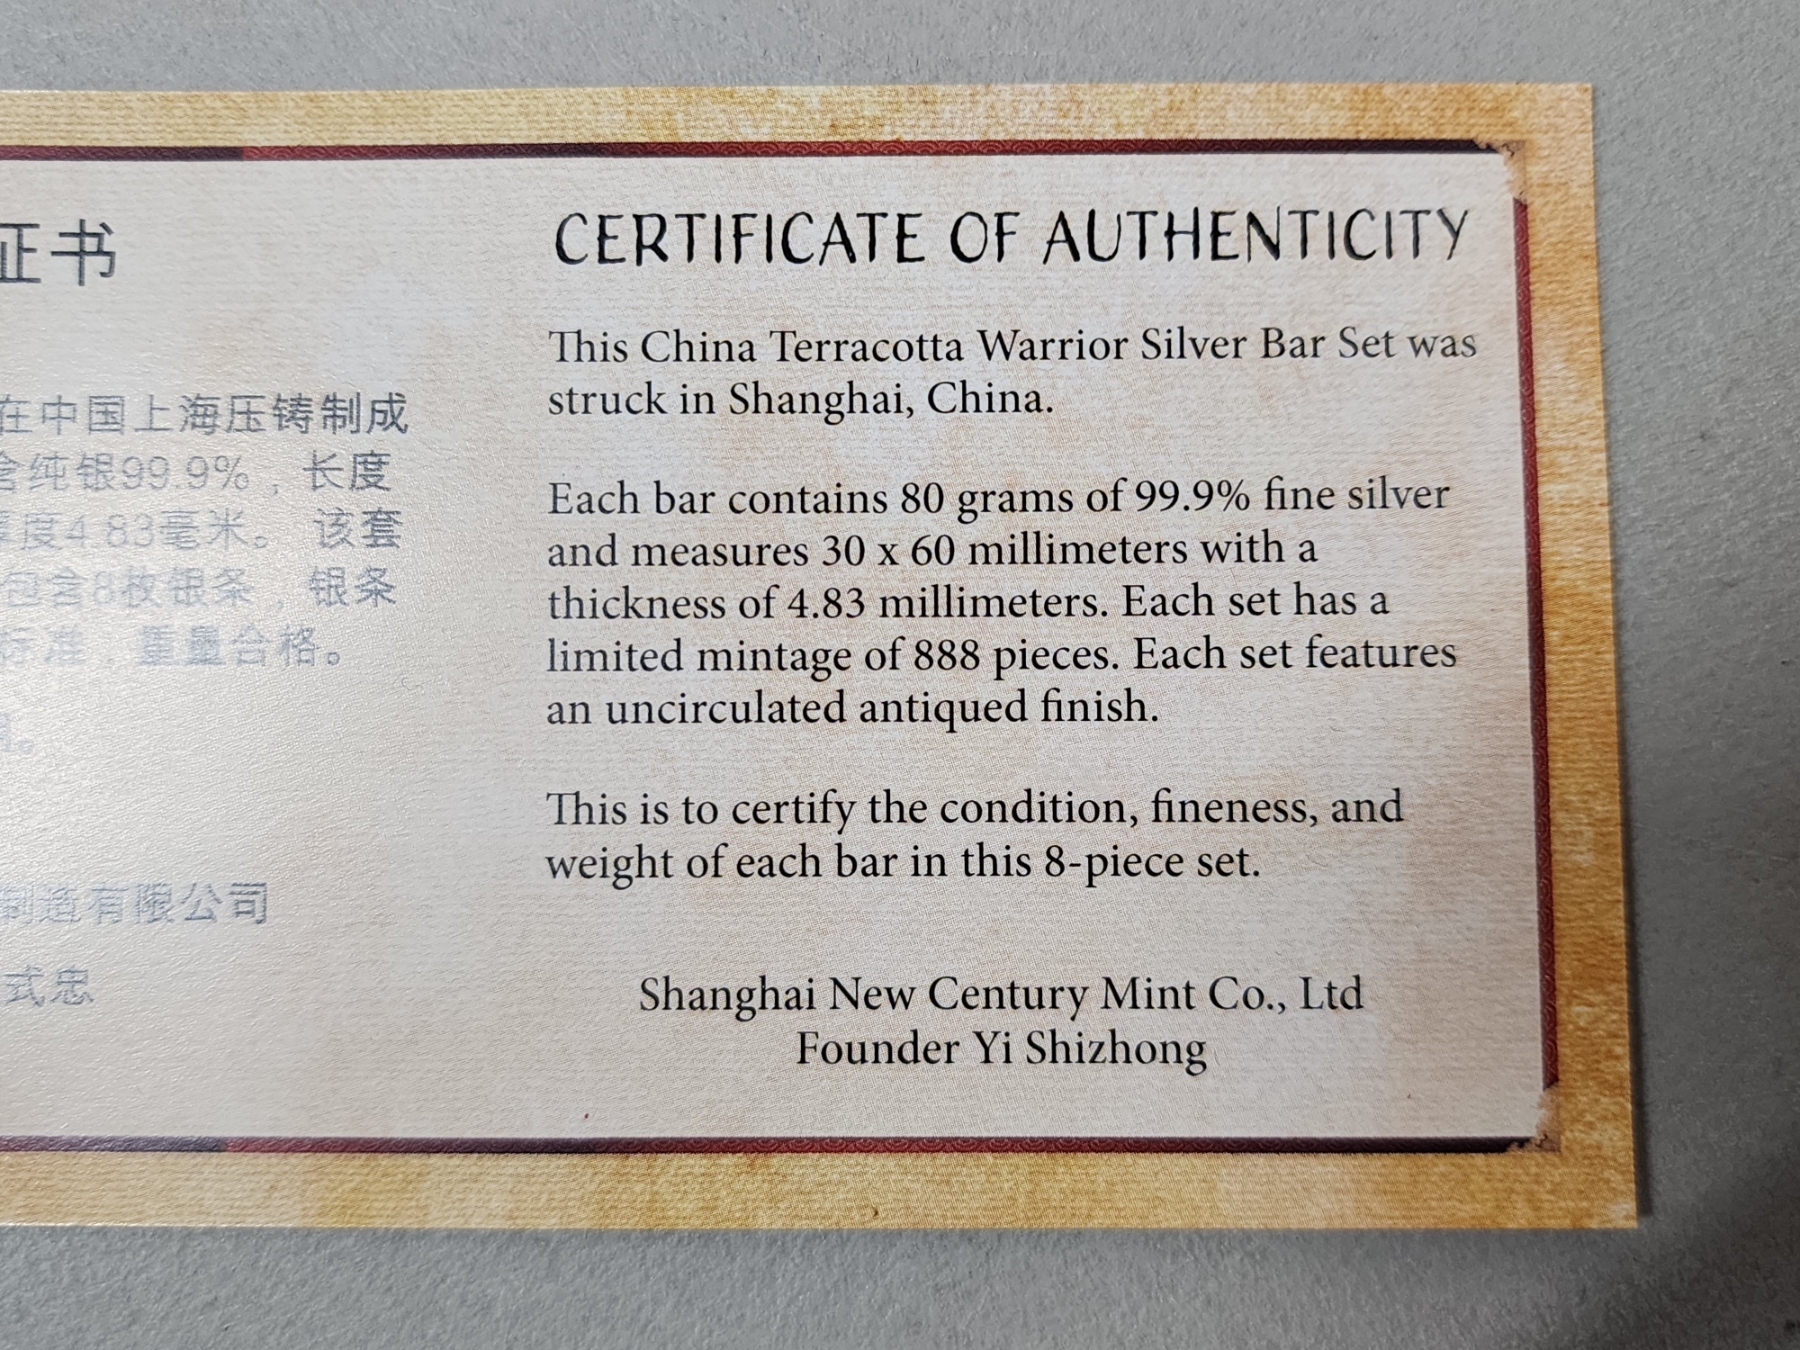 证书
在中国上海压铸制成
含纯银99.9%，长度
厚度4.83毫米。 该套
包含8枚银条，银条
标准，重量合格。
制造有限公司
式忠
CERTIFICATE OF AUTHENTICITY
This China Terracotta Warrior Silver Bar Set was
struck in Shanghai, China.
Each bar contains 80 grams of 99.9% fine silver
and measures 30 x 60 millimeters with a
thickness of 4.83 millimeters. Each set has a
limited mintage of 888 pieces. Each set features
an uncirculated antiqued finish.
This is to certify the condition, fineness, and
weight of each bar in this 8-piece set.
Shanghai New Century Mint Co., Ltd
Founder Yi Shizhong